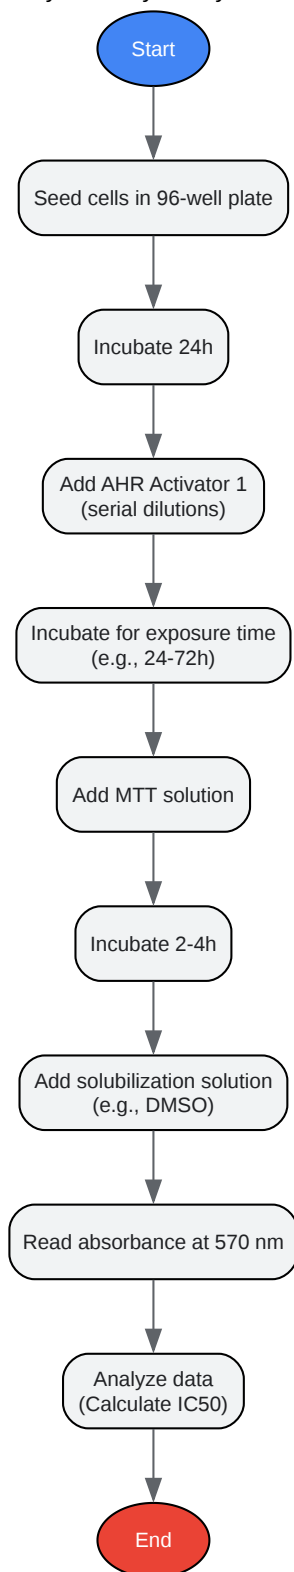 Start
Seed cells in 96-well plate
Incubate 24h
Add AHR Activator 1
(serial dilutions)
Incubate for exposure time
(e.g., 24-72h)
Add MTT solution
Incubate 2-4h
Add solubilization solution
(e.g., DMSO)
Read absorbance at 570 nm
Analyze data
(Calculate IC50)
End